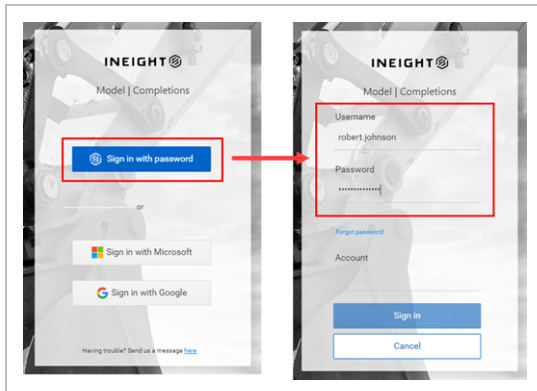 INEIGHT
Model | Completions
Sign in with password
or
Sign in with Microsoft
Sign in with Google
Having trouble? Send us a message here
INEIGHT
Model | Completions
Username
robert.johnson
Password
••••••••••••••
Forgot password
Account
Sign in
Cancel